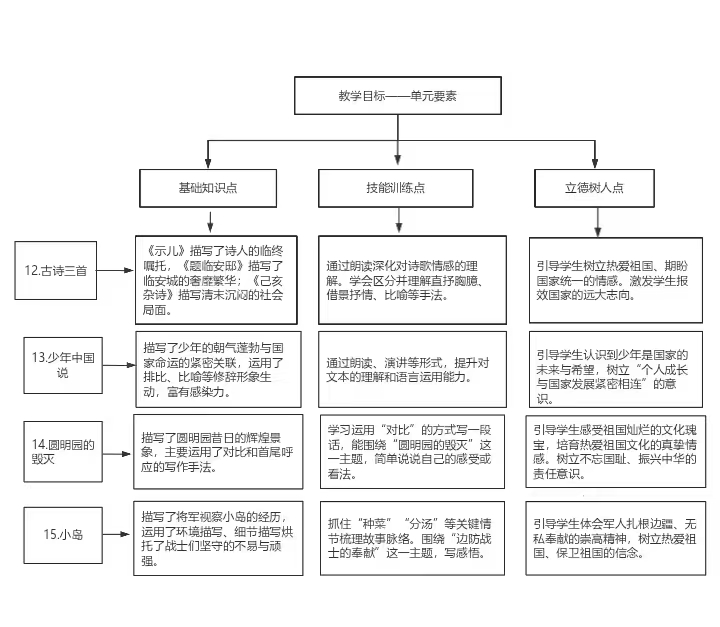 教学目标——单元要素
基础知识点
技能训练点
立德树人点
12.古诗三首
《示儿》描写了诗人的临终
嘱托，《题临安邸》描写了
临安城的奢靡繁华；《己亥
杂诗》描写清末沉闷的社会
局面。
通过朗读深化对诗歌情感的理
解。学会区分并理解直抒胸臆、
借景抒情、比喻等手法。
引导学生树立热爱祖国、期盼
国家统一的情感。激发学生报
效国家的远大志向。
13.少年中国
说
描写了少年的朝气蓬勃与国
家命运的紧密关联，运用了
排比、比喻等修辞形象生
动，富有感染力。
通过朗读、演讲等形式，提升对
文本的理解和语言运用能力。
引导学生认识到少年是国家的
未来与希望，树立“个人成长
与国家发展紧密相连”的意
识。
14.圆明园的
毁灭
描写了圆明园昔日的辉煌景
象，主要运用了对比和首尾呼
应的写作手法。
学习运用“对比”的方式写一段
话，能围绕“圆明园的毁灭”这
一主题，简单说说自己的感受或
看法。
引导学生感受祖国灿烂的文化瑰
宝，培育热爱祖国文化的真挚情
感。树立不忘国耻、振兴中华的
责任意识。
15.小岛
描写了将军视察小岛的经历，
运用了环境描写、细节描写烘
托了战士们坚守的不易与顽
强。
抓住“种菜”“分汤”等关键情
节梳理故事脉络。围绕“边防战
士的奉献”这一主题，写感悟。
引导学生体会军人扎根边疆、无
私奉献的崇高精神，树立热爱祖
国、保卫祖国的信念。